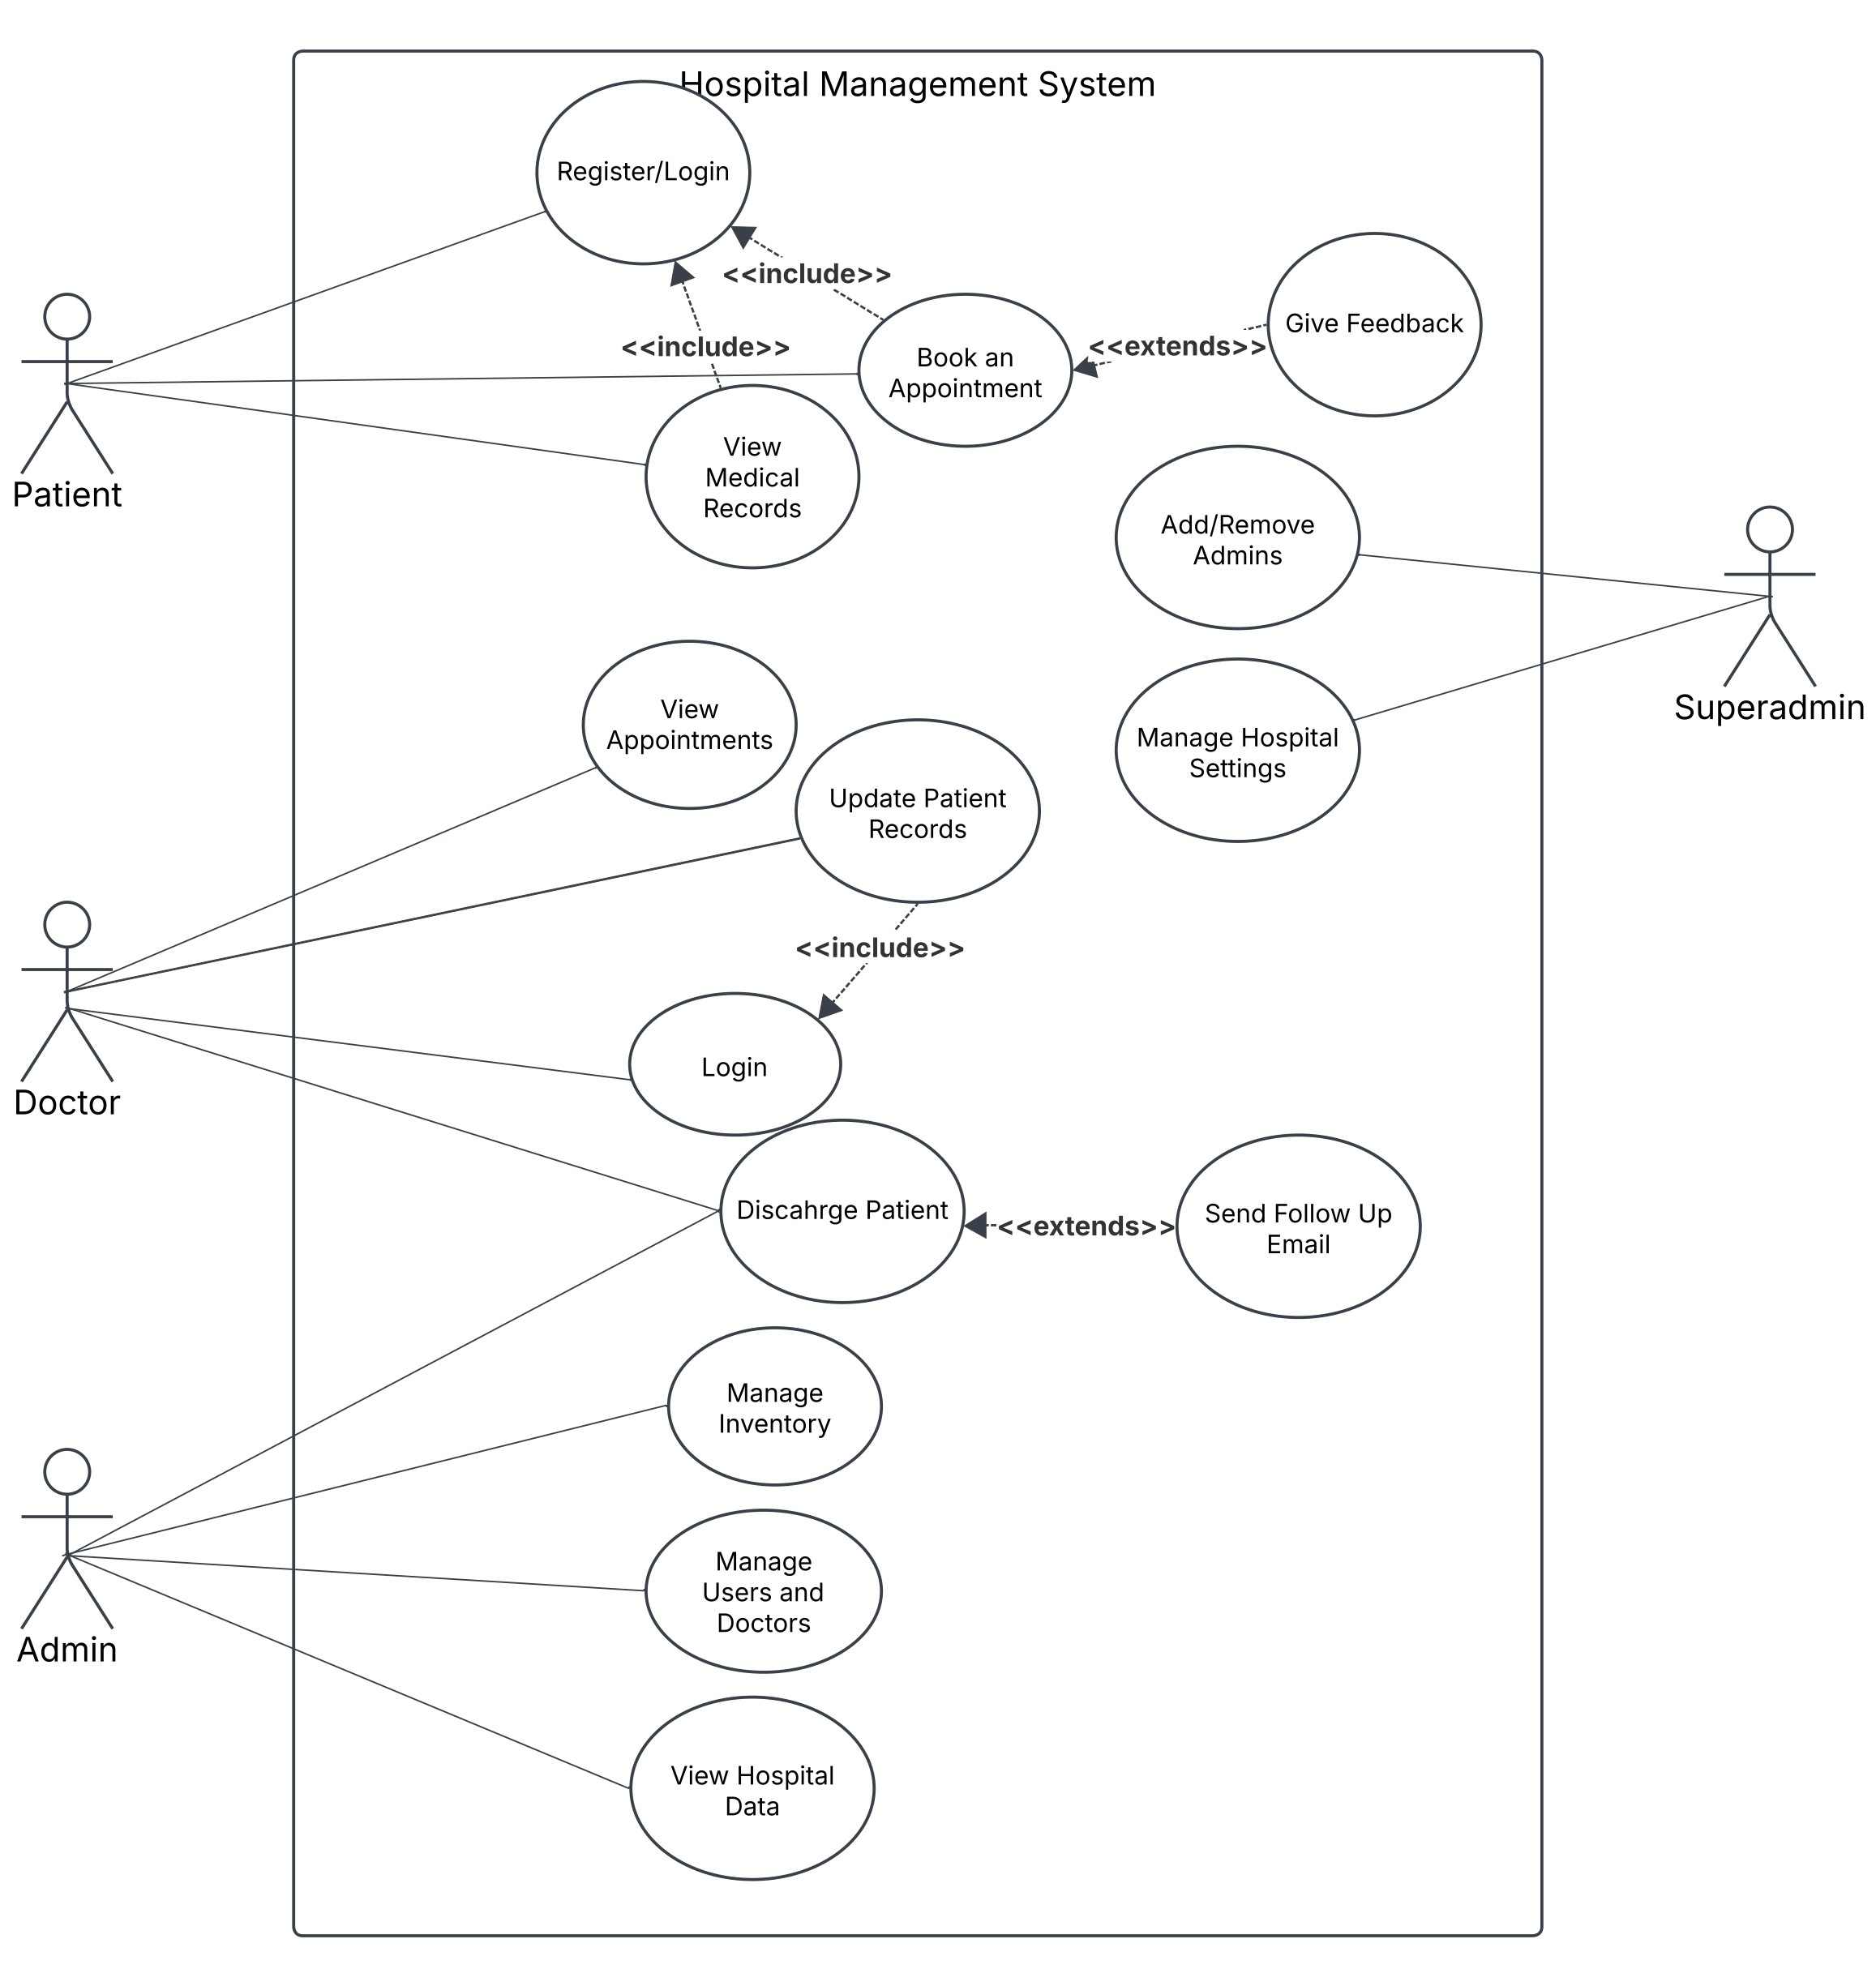 Hospital Management System
Register/Login
<<include>>
Give Feedback
<<include>>
<<extends>>
Book an
Appointment
View
Medical
Records
Patient
Add/Remove
Admins
Superadmin
View
Appointments
Manage Hospital
Settings
Update Patient
Records
<<include>>
Login
Doctor
Discahrge Patient
<<extends>>
Send Follow Up
Email
Manage
Inventory
Manage
Users and
Doctors
Admin
View Hospital
Data